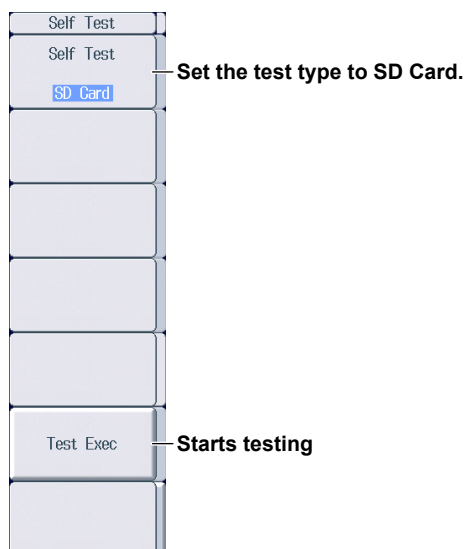 Self Test
Self Test
SD Card
Set the test type to SD Card.
Test Exec
Starts testing